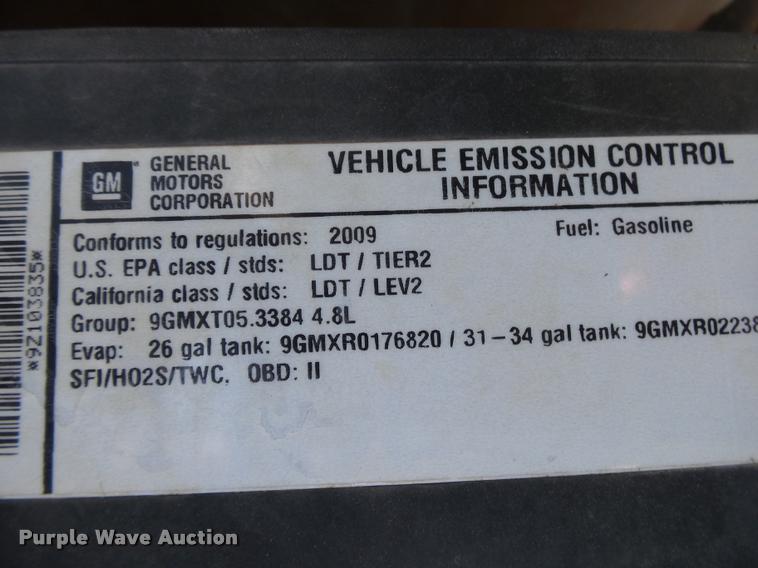 GM
GENERAL
MOTORS
CORPORATION
VEHICLE EMISSION CONTROL
INFORMATION
Conforms to regulations: 2009
Fuel: Gasoline
U.S. EPA class / stds: LDT / TIER2
California class / stds: LDT / LEV2
Group: 9GMXT05.3384 4.8L
Evap: 26 gal tank: 9GMXR0176820 / 31-34 gal tank: 9GMXR02238
SFI/HO2S/TWC. OBD: II
*9Z103835*
Purple Wave Auction